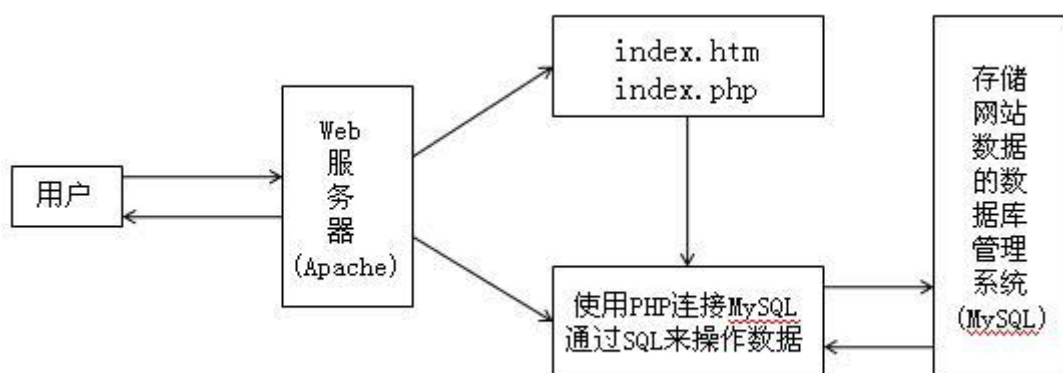 用户
Web
服
务
器
(Apache)
index.htm
index.php
使用PHP连接MySQL
通过SQL来操作数据
存储
网站
数据
的数
据库
管理
系统
(MySQL)